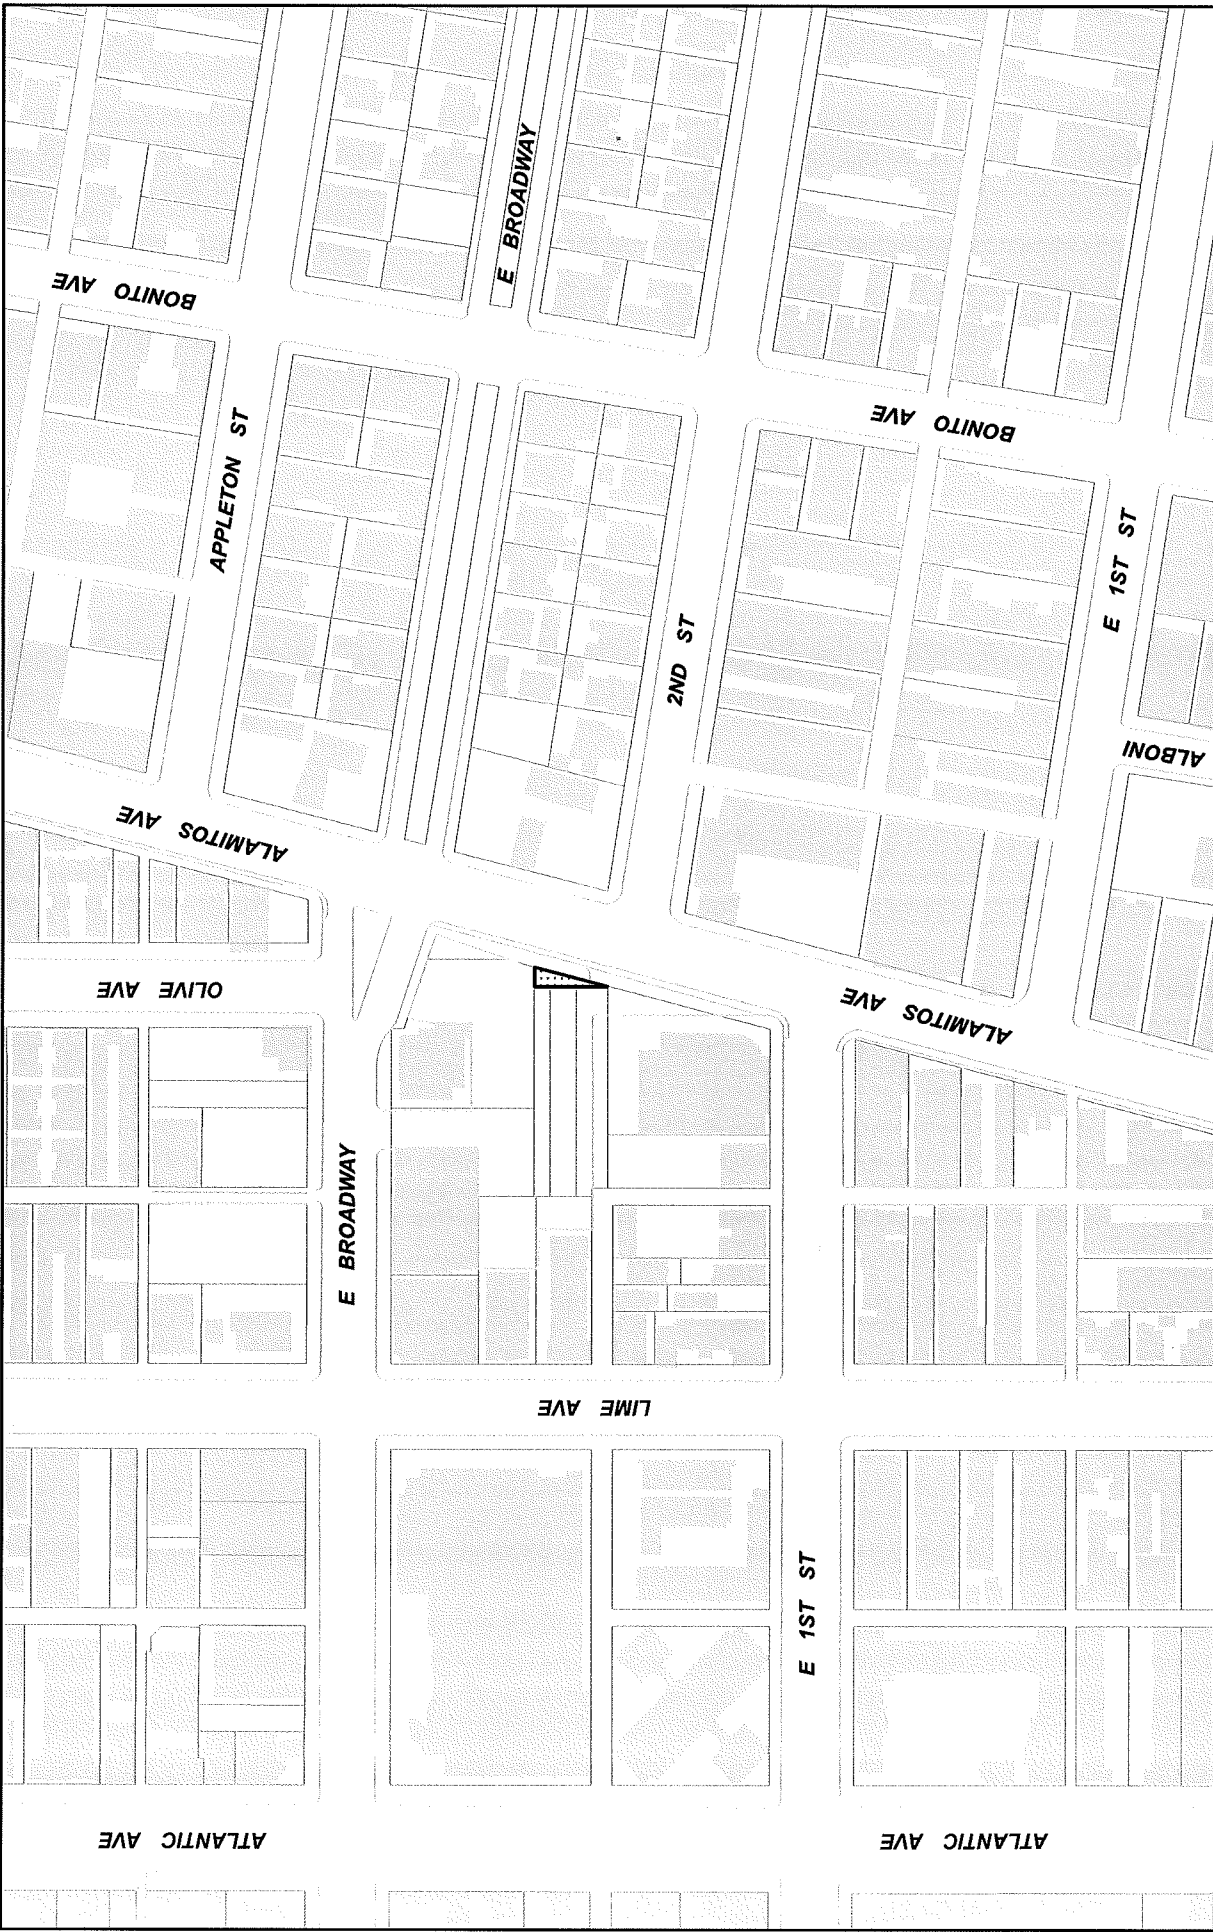 E BROADWAY
BONITO AVE
APPLETON ST
BONITO AVE
E 1ST ST
2ND ST
ALBONI
ALAMITOS AVE
OLIVE AVE
ALAMITOS AVE
E BROADWAY
LIME AVE
E 1ST ST
ATLANTIC AVE
ATLANTIC AVE